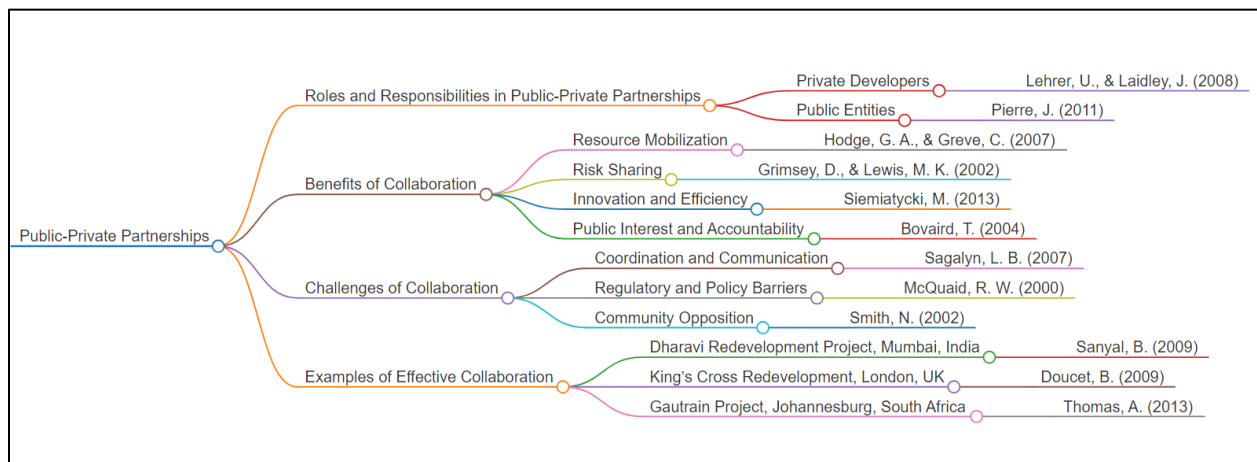 Private Developers
Lehrer, U., & Laidley, J. (2008)
Roles and Responsibilities in Public-Private Partnerships
Public Entities
Pierre, J. (2011)
Resource Mobilization
Hodge, G. A., & Greve, C. (2007)
Risk Sharing
Grimsey, D., & Lewis, M. K. (2002)
Benefits of Collaboration
Innovation and Efficiency
Siemiatycki, M. (2013)
Public Interest and Accountability
Bovaird, T. (2004)
Public-Private Partnerships
Coordination and Communication
Sagalyn, L. B. (2007)
Challenges of Collaboration
Regulatory and Policy Barriers
McQuaid, R. W. (2000)
Community Opposition
Smith, N. (2002)
Dharavi Redevelopment Project, Mumbai, India
Sanyal, B. (2009)
Examples of Effective Collaboration
King’s Cross Redevelopment, London, UK
Doucet, B. (2009)
Gautrain Project, Johannesburg, South Africa
Thomas, A. (2013)